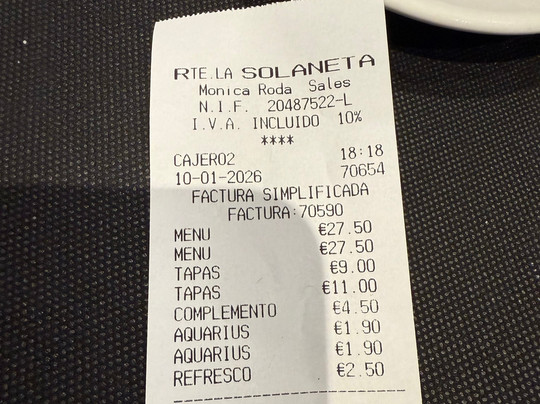 RTE.LA SOLANETA
Monica Roda Sales
N.I.F. 20487522-L
I.V.A. INCLUIDO 10%
****
CAJERO2 18:18
10-01-2026 70654
FACTURA SIMPLIFICADA
FACTURA:70590
MENU €27.50
MENU €27.50
TAPAS €9.00
TAPAS €11.00
COMPLEMENTO €4.50
AQUARIUS €1.90
AQUARIUS €1.90
REFRESCO €2.50